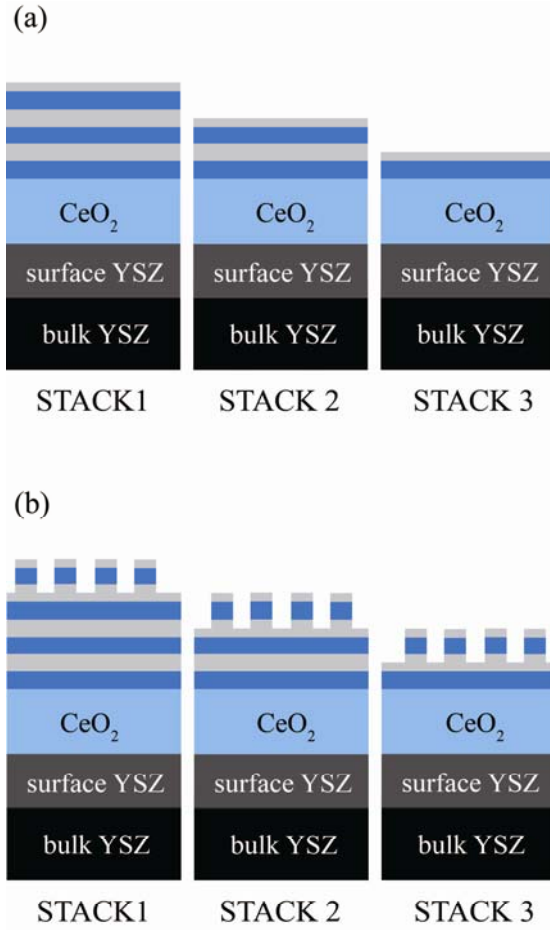 (a)
CeO₂ CeO₂ CeO₂
surface YSZ surface YSZ surface YSZ
bulk YSZ bulk YSZ bulk YSZ
STACK1 STACK 2 STACK 3
(b)
CeO₂ CeO₂ CeO₂
surface YSZ surface YSZ surface YSZ
bulk YSZ bulk YSZ bulk YSZ
STACK1 STACK 2 STACK 3